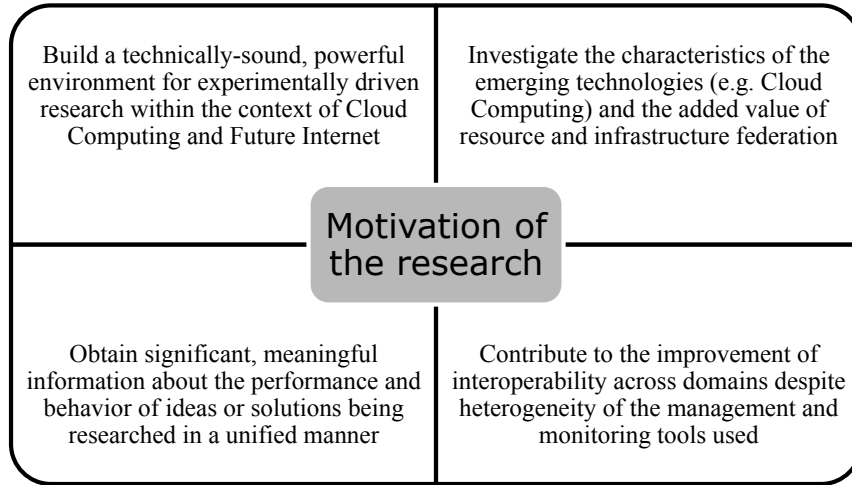 Build a technically-sound, powerful
environment for experimentally driven
research within the context of Cloud
Computing and Future Internet
Investigate the characteristics of the
emerging technologies (e.g. Cloud
Computing) and the added value of
resource and infrastructure federation
Motivation of
the research
Obtain significant, meaningful
information about the performance and
behavior of ideas or solutions being
researched in a unified manner
Contribute to the improvement of
interoperability across domains despite
heterogeneity of the management and
monitoring tools used